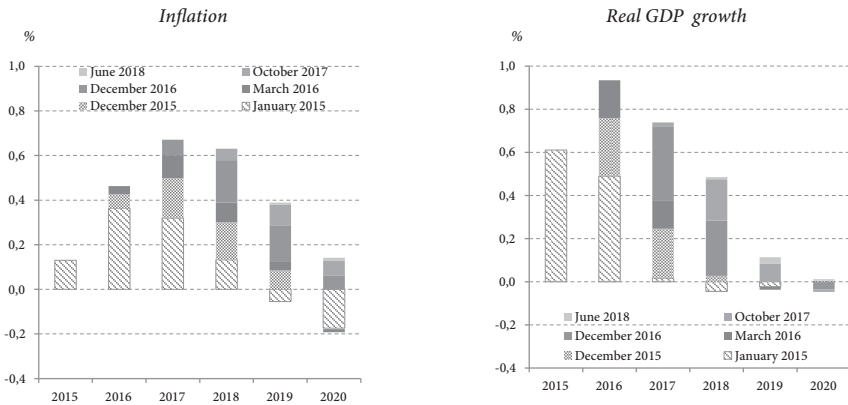 Inflation
%
1,0
0,8
0,6
0,4
0,2
0,0
-0,2
-0,4
June 2018 October 2017
December 2016 March 2016
December 2015 January 2015
2015 2016 2017 2018 2019 2020
Real GDP growth
%
1,0
0,8
0,6
0,4
0,2
0,0
-0,2
-0,4
June 2018 October 2017
December 2016 March 2016
December 2015 January 2015
2015 2016 2017 2018 2019 2020